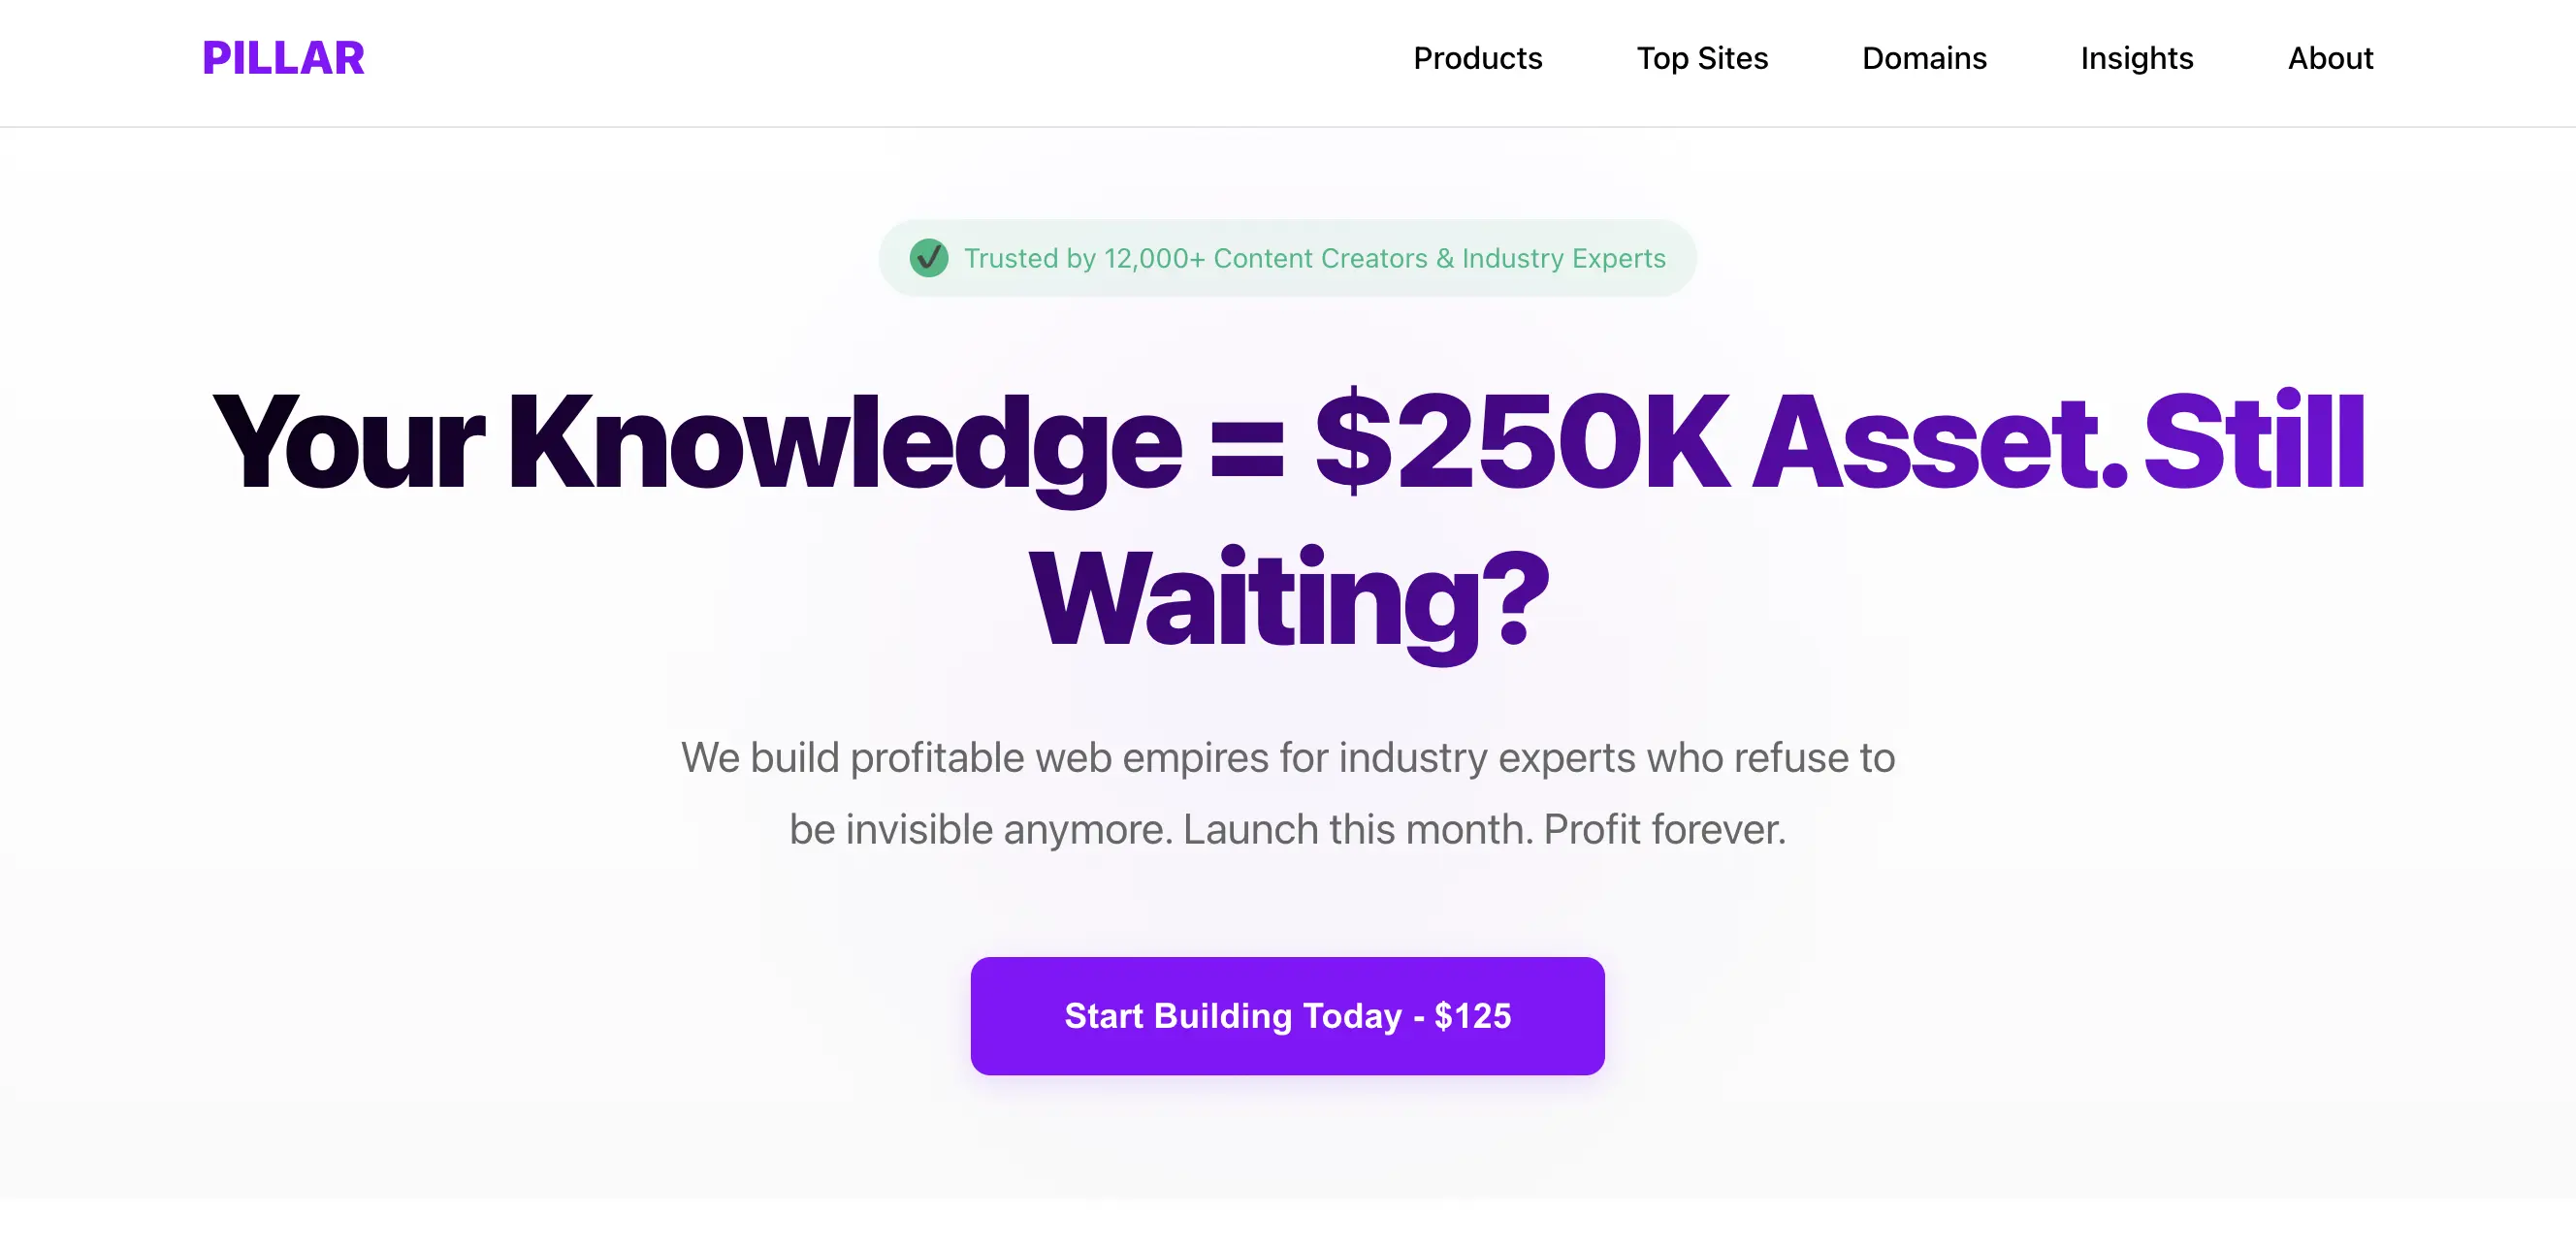 PILLAR
Products
Top Sites
Domains
Insights
About
Trusted by 12,000+ Content Creators & Industry Experts
Your Knowledge = $250K Asset. Still
Waiting?
We build profitable web empires for industry experts who refuse to
be invisible anymore. Launch this month. Profit forever.
Start Building Today - $125